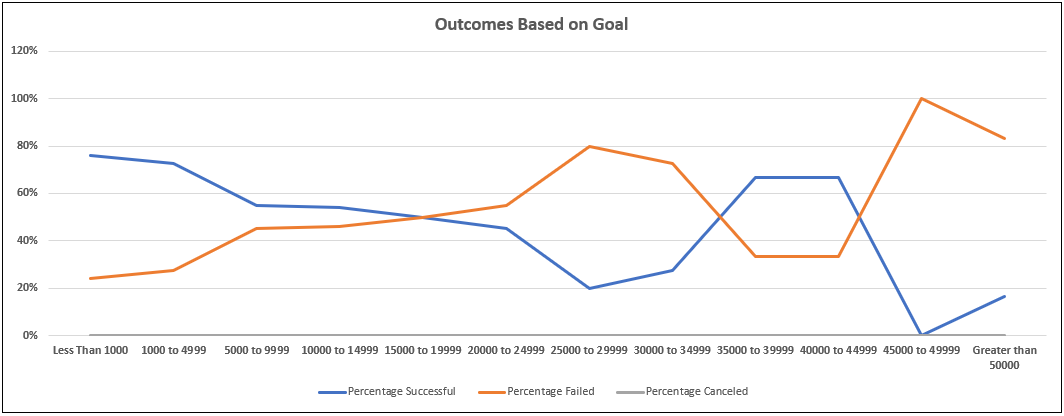 Outcomes Based on Goal
120%
100%
80%
60%
40%
20%
0%
Less Than 1000 1000 to 4999 5000 to 9999 10000 to 14999 15000 to 19999 20000 to 24999 25000 to 29999 30000 to 34999 35000 to 39999 40000 to 44999 45000 to 49999 Greater than
50000
Percentage Successful Percentage Failed Percentage Canceled